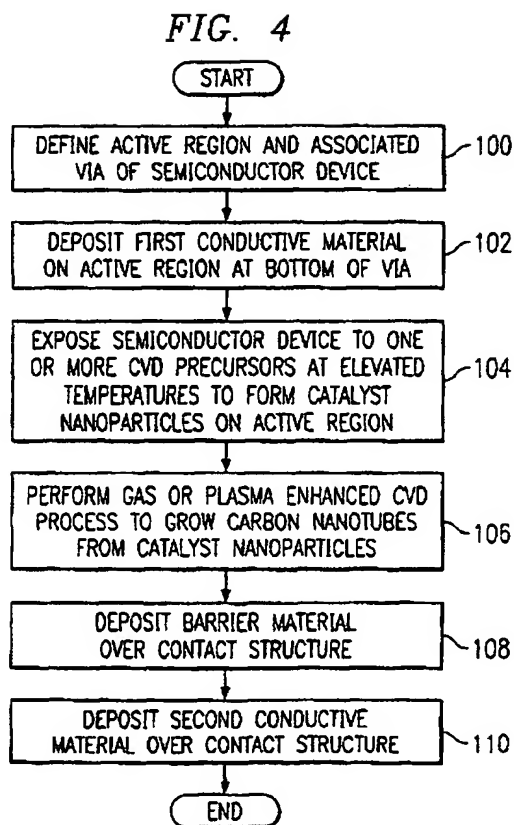 FIG. 4
START
DEFINE ACTIVE REGION AND ASSOCIATED
VIA OF SEMICONDUCTOR DEVICE
100
DEPOSIT FIRST CONDUCTIVE MATERIAL
ON ACTIVE REGION AT BOTTOM OF VIA
102
EXPOSE SEMICONDUCTOR DEVICE TO ONE
OR MORE CVD PRECURSORS AT ELEVATED
TEMPERATURES TO FORM CATALYST
NANOPARTICLES ON ACTIVE REGION
104
PERFORM GAS OR PLASMA ENHANCED CVD
PROCESS TO GROW CARBON NANOTUBES
FROM CATALYST NANOPARTICLES
106
DEPOSIT BARRIER MATERIAL
OVER CONTACT STRUCTURE
108
DEPOSIT SECOND CONDUCTIVE
MATERIAL OVER CONTACT STRUCTURE
110
END